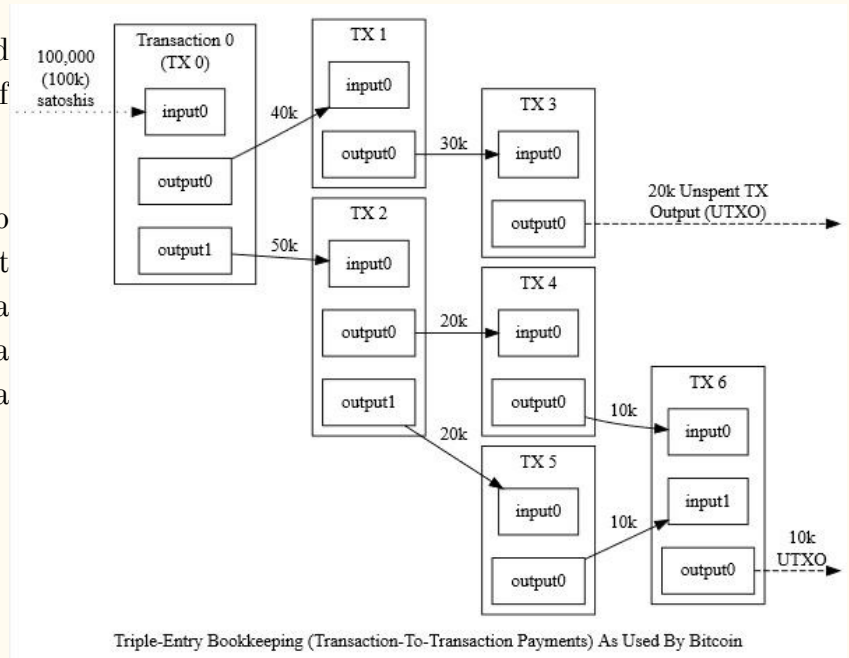 d
f
o
t
a
a
a
100,000
(100k)
satoshis
Transaction 0
(TX 0)
input0
output0
output1
40k
50k
TX 1
input0
output0
30k
TX 2
input0
output0
output1
20k
20k
TX 3
input0
output0
20k Unspent TX
Output (UTXO)
TX 4
input0
output0
10k
TX 5
input0
output0
10k
TX 6
input0
input1
output0
10k
UTXO
Triple-Entry Bookkeeping (Transaction-To-Transaction Payments) As Used By Bitcoin